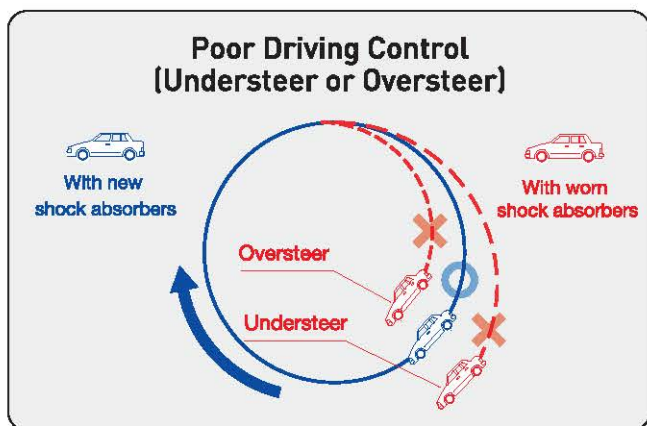 Poor Driving Control
(Understeer or Oversteer)
With new
shock absorbers
With worn
shock absorbers
Oversteer
Understeer